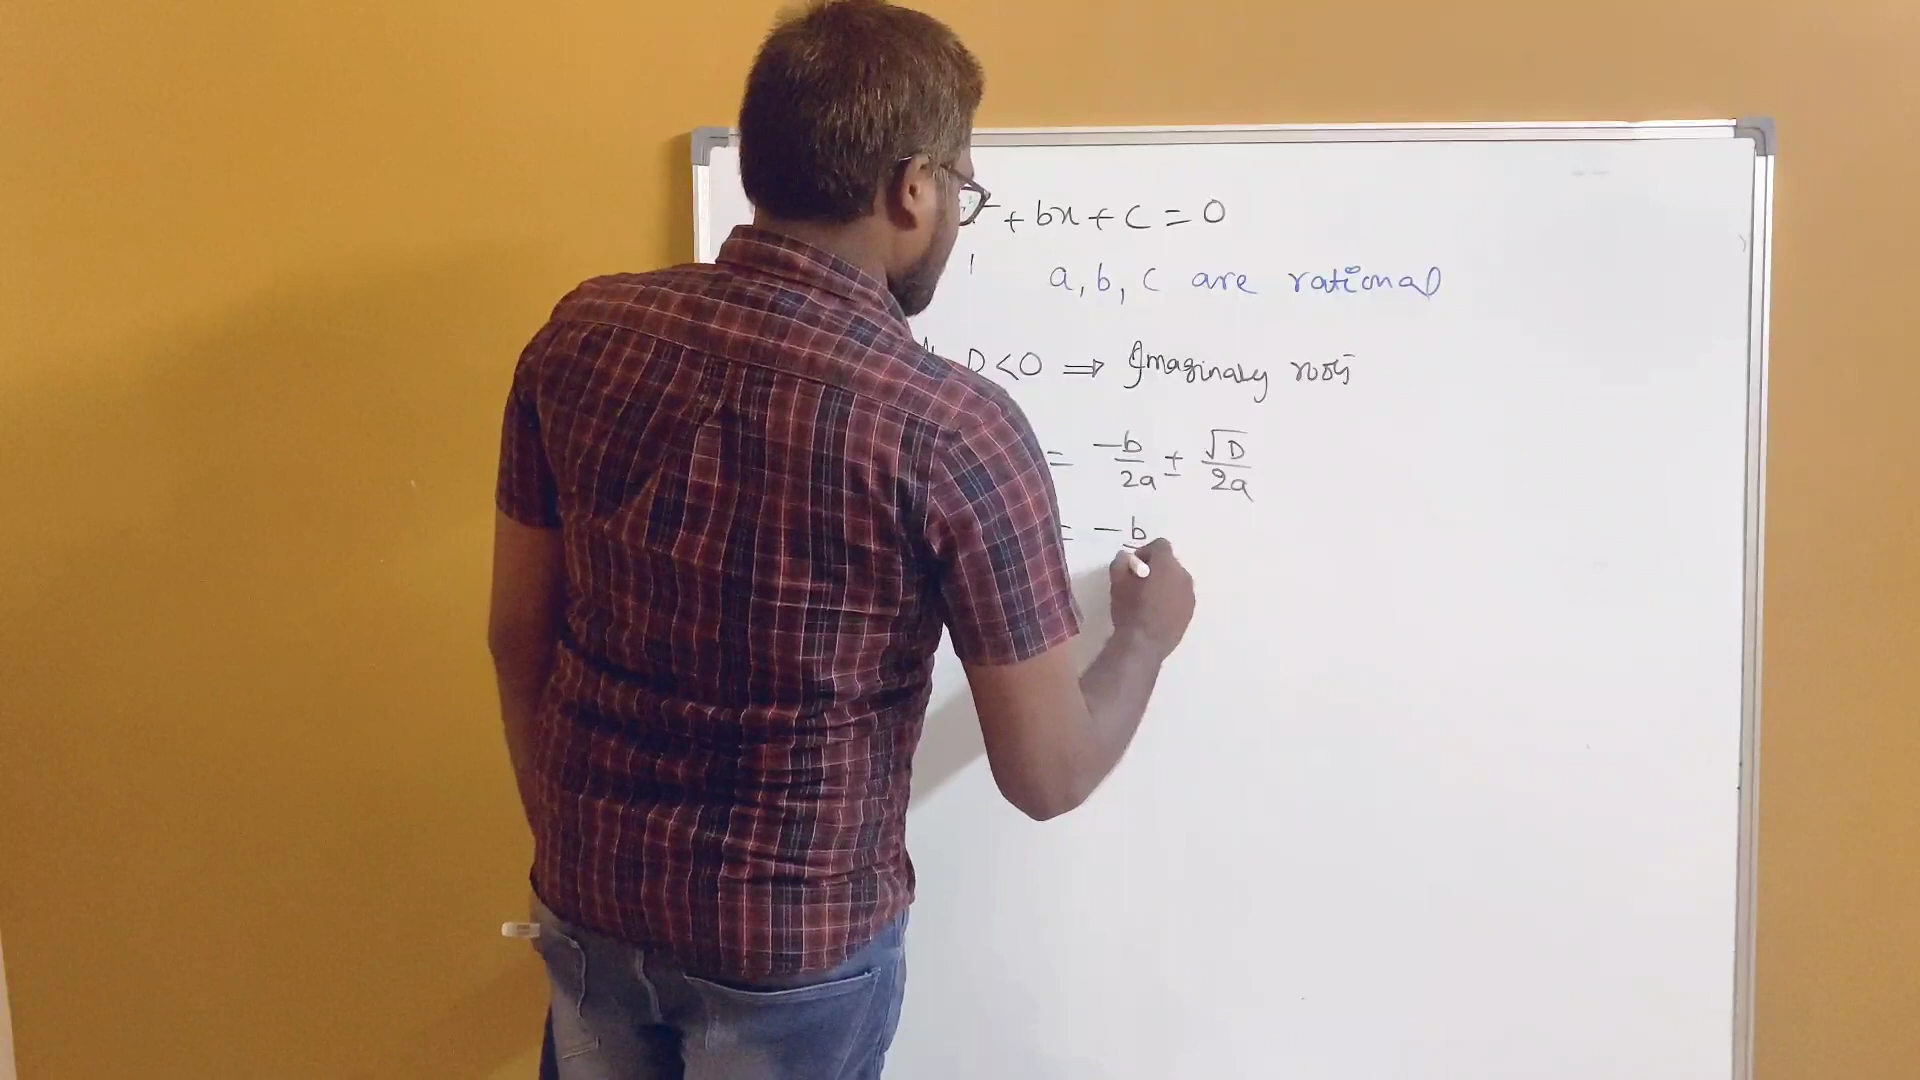 + bx + c = 0
a, b, c are rational
D < 0 ⇒ Imaginary roots
= -b/2a ± √D/2a
= -b